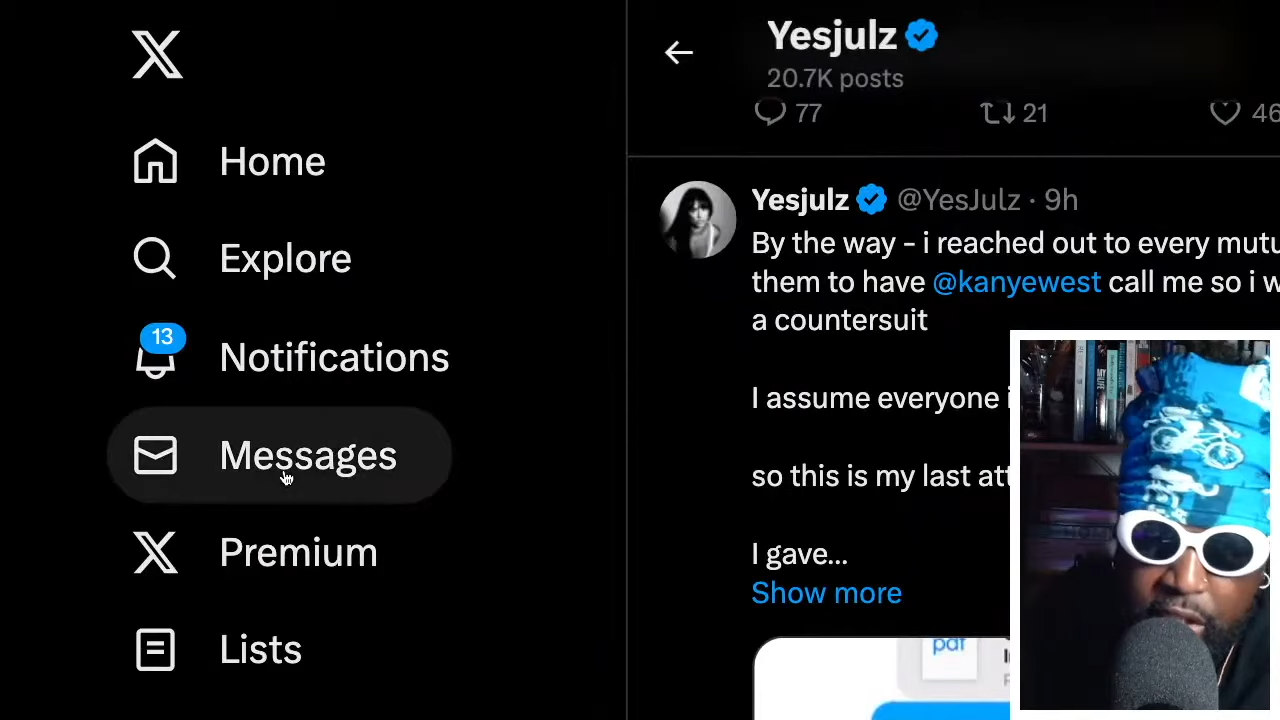 Yesjulz
20.7K posts
77 21 46
Home
Explore
13
Notifications
Messages
Premium
Lists
Yesjulz @YesJulz · 9h
By the way - i reached out to every mutu
them to have @kanyewest call me so i w
a countersuit
I assume everyone i
so this is my last att
I gave...
Show more
pdf